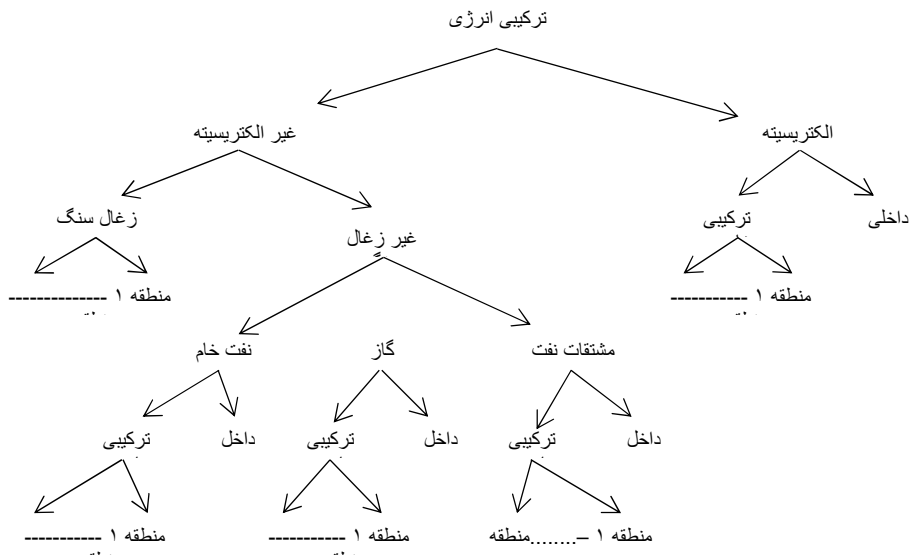 ترکیبی انرژی
غیر الکتریسیته
الکتریسیته
زغال سنگ
غیر زغال
ترکیبی
داخلی
منطقه ۱ --------------
منطقه ۱ -----------
نفت خام
گاز
مشتقات نفت
ترکیبی
داخل
ترکیبی
داخل
ترکیبی
داخل
منطقه ۱ -----------
منطقه ۱ -----------
منطقه ۱ –........منطقه